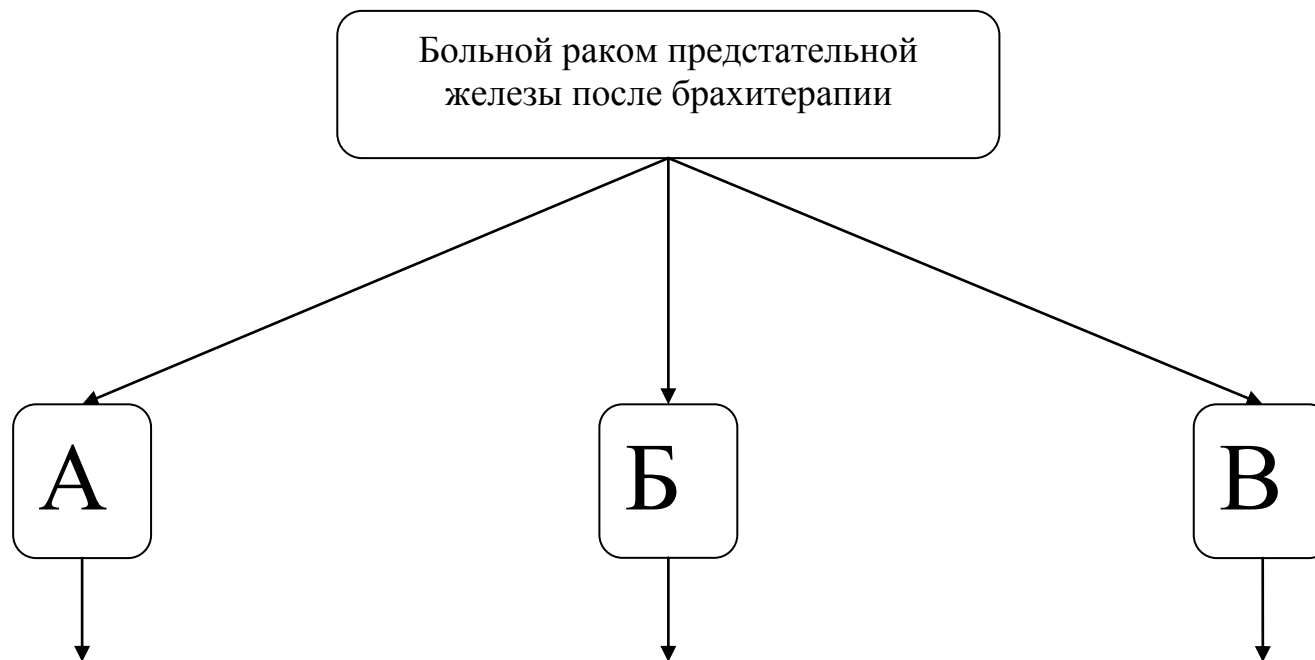 Больной раком предстательной
железы после брахитерапии
А
Б
В